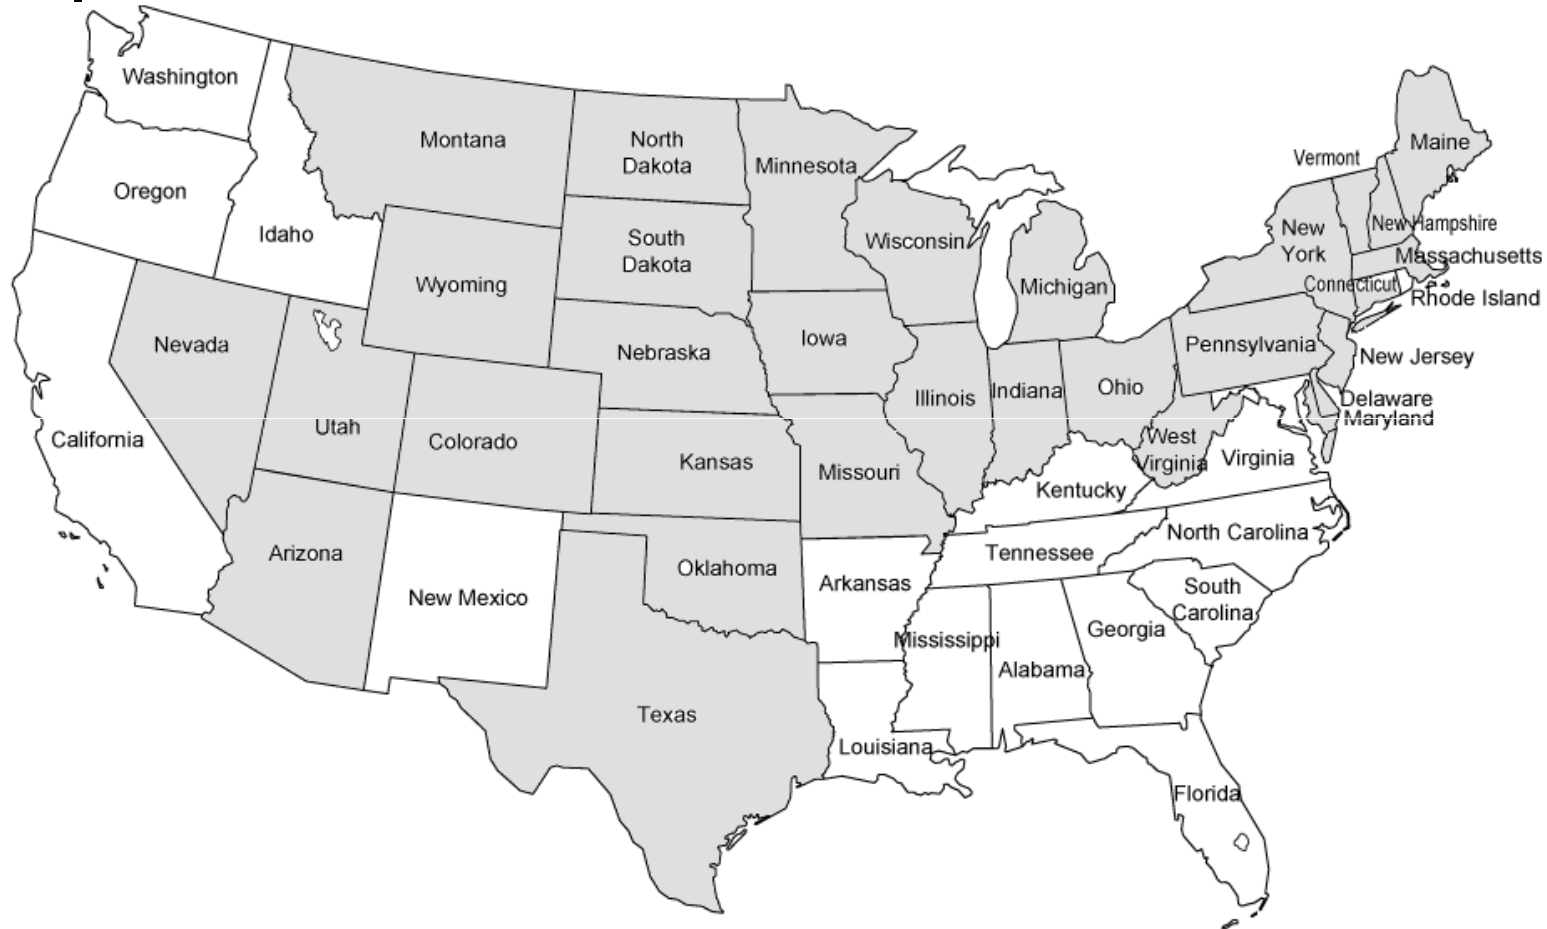 Washington
Montana
North
Dakota
Minnesota
Maine
Vermont
Oregon
Idaho
South
Dakota
Wisconsin
New
York
New Hampshire
Massachusetts
Wyoming
Michigan
Connecticut
Rhode Island
Nevada
Nebraska
Iowa
Pennsylvania
New Jersey
Utah
Colorado
Illinois
Indiana
Ohio
Delaware
Maryland
California
Kansas
Missouri
West
Virginia
Virginia
Kentucky
Arizona
New Mexico
Oklahoma
Arkansas
Tennessee
North Carolina
South
Carolina
Mississippi
Alabama
Georgia
Texas
Louisiana
Florida